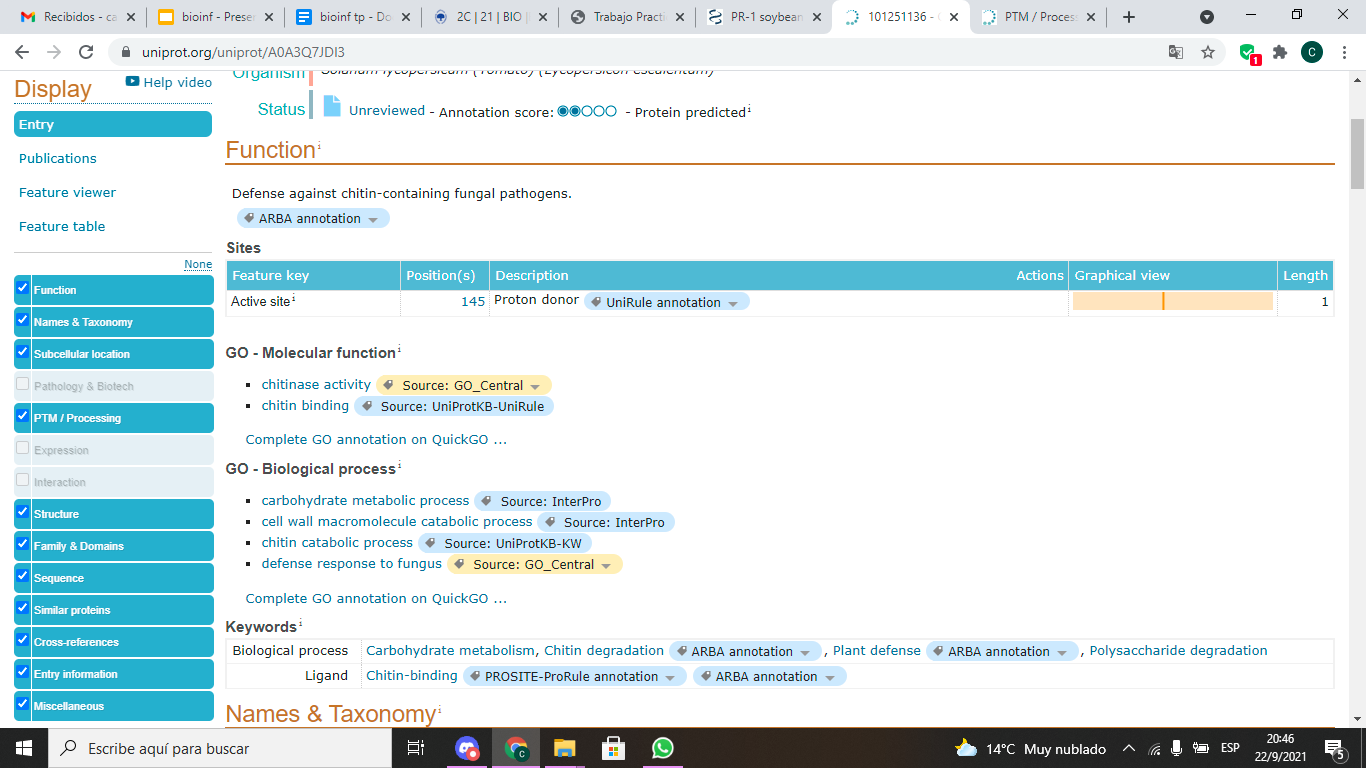 Recibidos - ca
bioinf - Preser
bioinf tp - Do
2C | 21 | BIO |
Trabajo Practi
PR-1 soybean
101251136 -
PTM / Process
uniprot.org/uniprot/A0A3Q7JDI3
1
C
Display
Help video
Entry
Publications
Feature viewer
Feature table
None
Function
Names & Taxonomy
Subcellular location
Pathology & Biotech
PTM / Processing
Expression
Interaction
Structure
Family & Domains
Sequence
Similar proteins
Cross-references
Entry information
Miscellaneous
Organism Solanum lycopersicum (Tomato) (Lycopersicon esculentum)
Status Unreviewed - Annotation score: - Protein predicted i
Function i
Defense against chitin-containing fungal pathogens.
ARBA annotation
Sites
Feature key Position(s) Description Actions Graphical view Length
Active site i 145 Proton donor UniRule annotation 1
GO - Molecular function i
chitinase activity Source: GO_Central
chitin binding Source: UniProtKB-UniRule
Complete GO annotation on QuickGO ...
GO - Biological process i
carbohydrate metabolic process Source: InterPro
cell wall macromolecule catabolic process Source: InterPro
chitin catabolic process Source: UniProtKB-KW
defense response to fungus Source: GO_Central
Complete GO annotation on QuickGO ...
Keywords i
Biological process Carbohydrate metabolism, Chitin degradation ARBA annotation , Plant defense ARBA annotation , Polysaccharide degradation
Ligand Chitin-binding PROSITE-ProRule annotation ARBA annotation
Names & Taxonomy i
Escribe aquí para buscar
C
14°C Muy nublado
ESP
20:46
22/9/2021
5